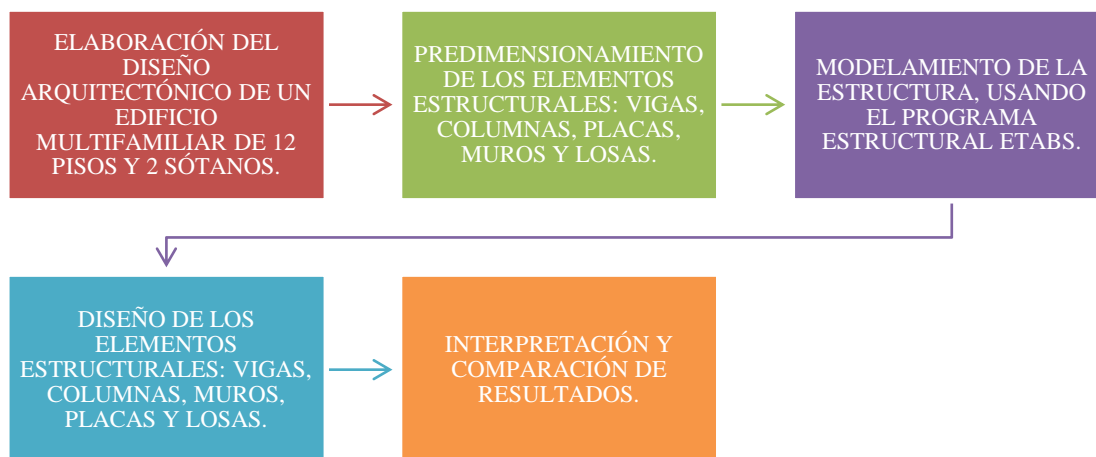 ELABORACIÓN DEL
DISEÑO
ARQUITECTÓNICO DE UN
EDIFICIO
MULTIFAMILIAR DE 12
PISOS Y 2 SÓTANOS.
PREDIMENSIONAMIENTO
DE LOS ELEMENTOS
ESTRUCTURALES: VIGAS,
COLUMNAS, PLACAS,
MUROS Y LOSAS.
MODELAMIENTO DE LA
ESTRUCTURA, USANDO
EL PROGRAMA
ESTRUCTURAL ETABS.
DISEÑO DE LOS
ELEMENTOS
ESTRUCTURALES: VIGAS,
COLUMNAS, MUROS,
PLACAS Y LOSAS.
INTERPRETACIÓN Y
COMPARACIÓN DE
RESULTADOS.